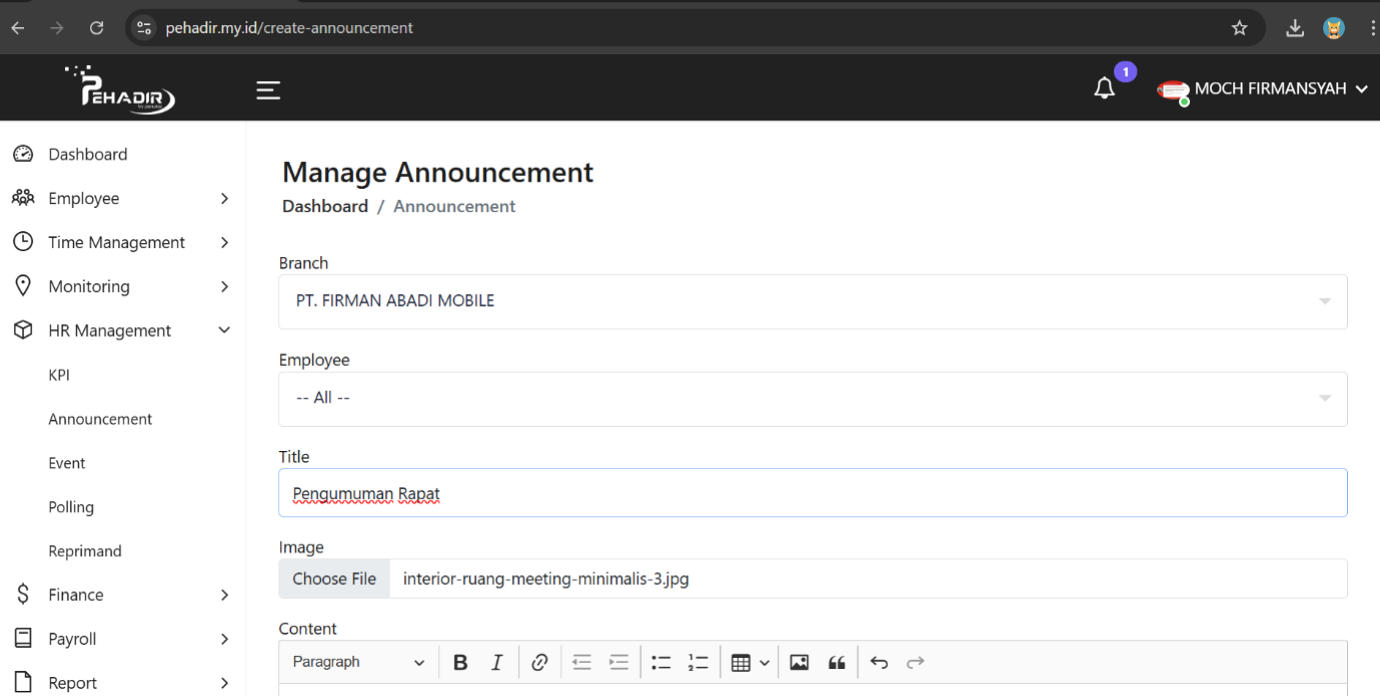 pehadir.my.id/create-announcement
PEHADIR
1
MOCH FIRMANSYAH
Dashboard
Employee
Time Management
Monitoring
HR Management
KPI
Announcement
Event
Polling
Reprimand
Finance
Payroll
Report
Manage Announcement
Dashboard / Announcement
Branch
PT. FIRMAN ABADI MOBILE
Employee
-- All --
Title
Pengumuman Rapat
Image
Choose File interior-ruang-meeting-minimalis-3.jpg
Content
Paragraph B I